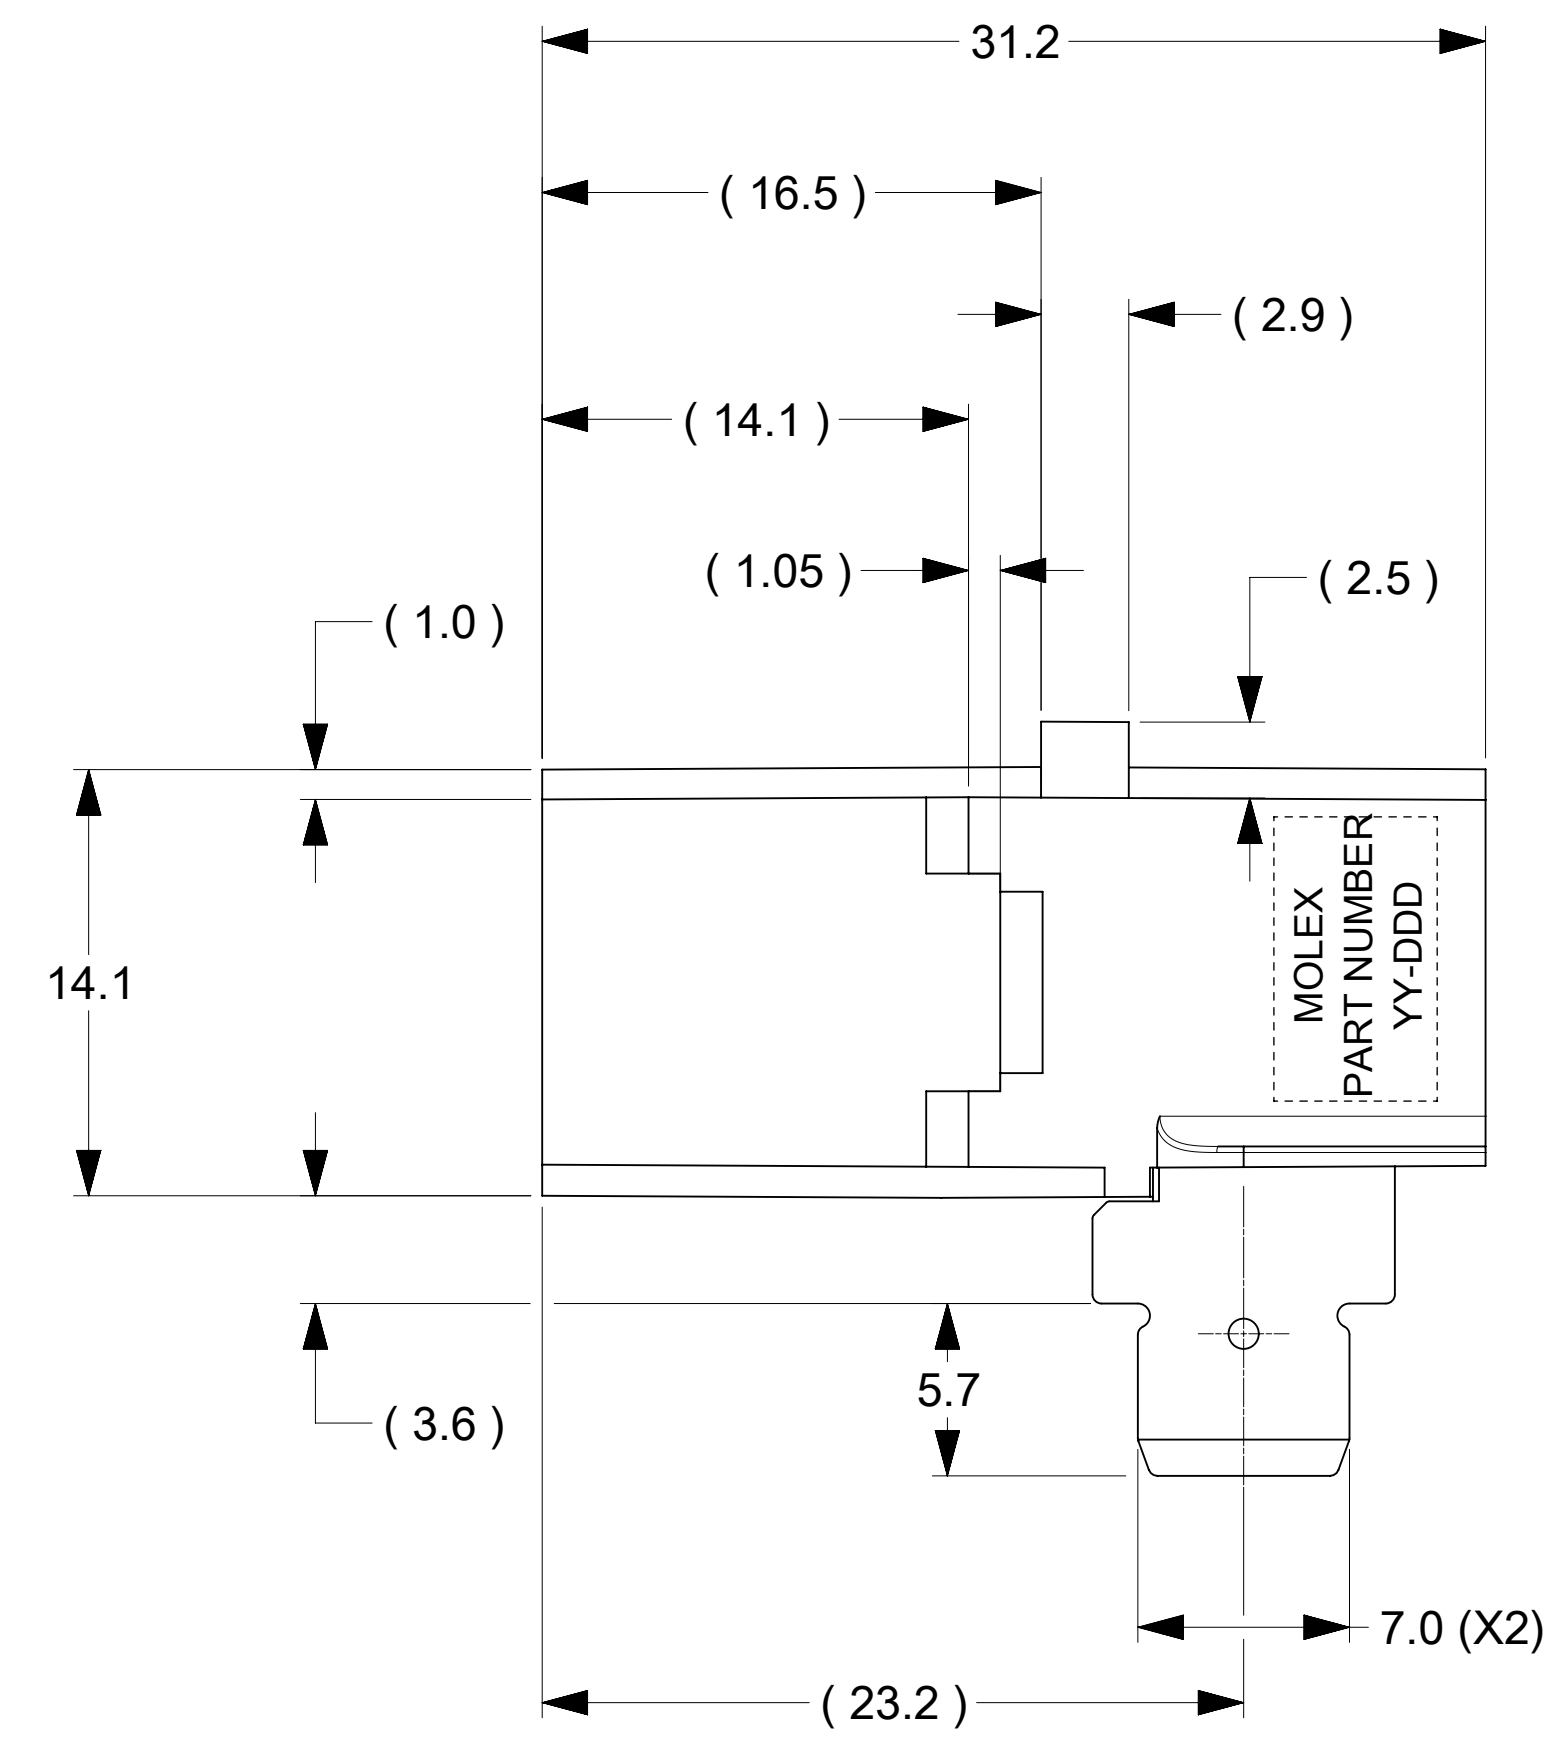 31.2
( 16.5 )
( 2.9 )
( 14.1 )
( 1.05 )
( 2.5 )
( 1.0 )
14.1
MOLEX
PART NUMBER
YY-DDD
5.7
( 3.6 )
7.0 (X2)
( 23.2 )